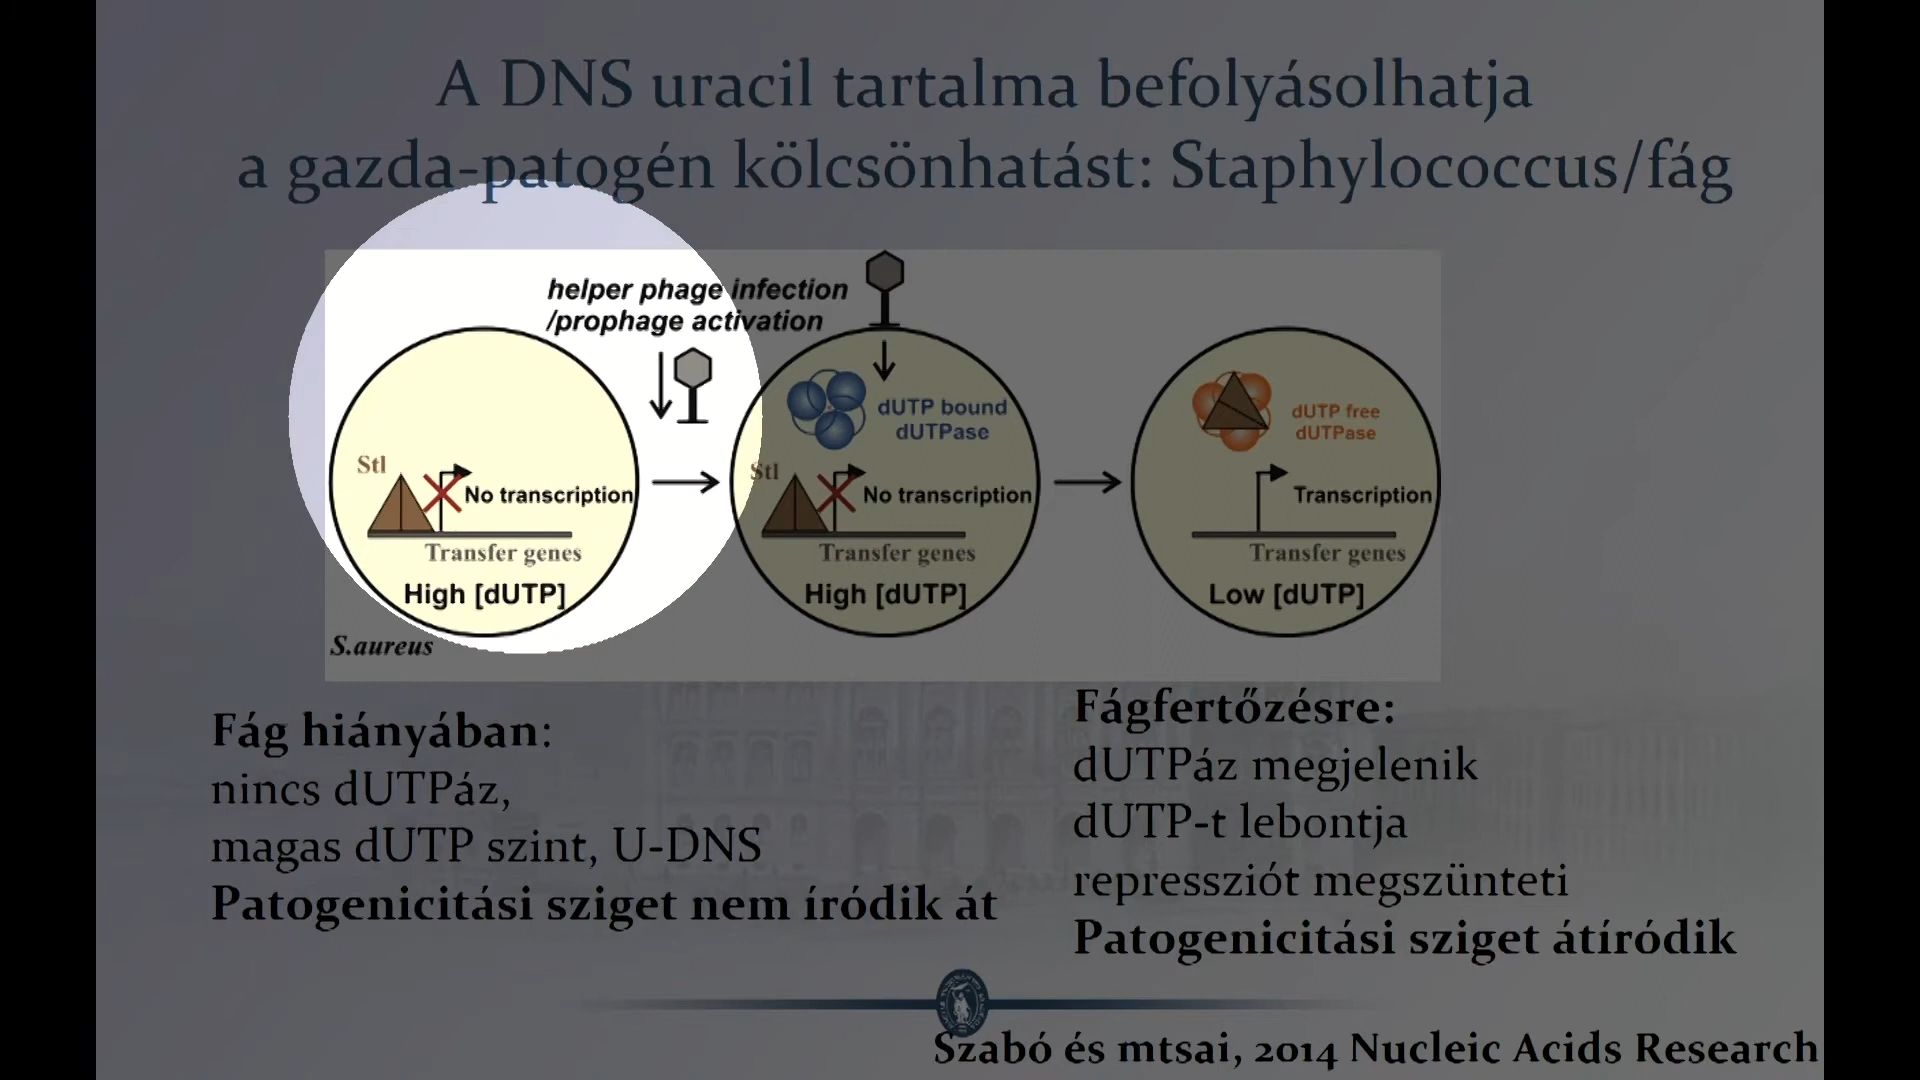 A DNS uracil tartalma befolyásolhatja
a gazda-patogén kölcsönhatást: Staphylococcus/fág
helper phage infection
/prophage activation
Stl
No transcription
Transfer genes
High [dUTP]
S.aureus
dUTP bound
dUTPase
Stl
No transcription
Transfer genes
High [dUTP]
dUTP free
dUTPase
Transcription
Transfer genes
Low [dUTP]
Fág hiányában:
nincs dUTPáz,
magas dUTP szint, U-DNS
Patogenicitási sziget nem íródik át
Fágfertőzésre:
dUTPáz megjelenik
dUTP-t lebontja
repressziót megszünteti
Patogenicitási sziget átíródik
Szabó és mtsai, 2014 Nucleic Acids Research